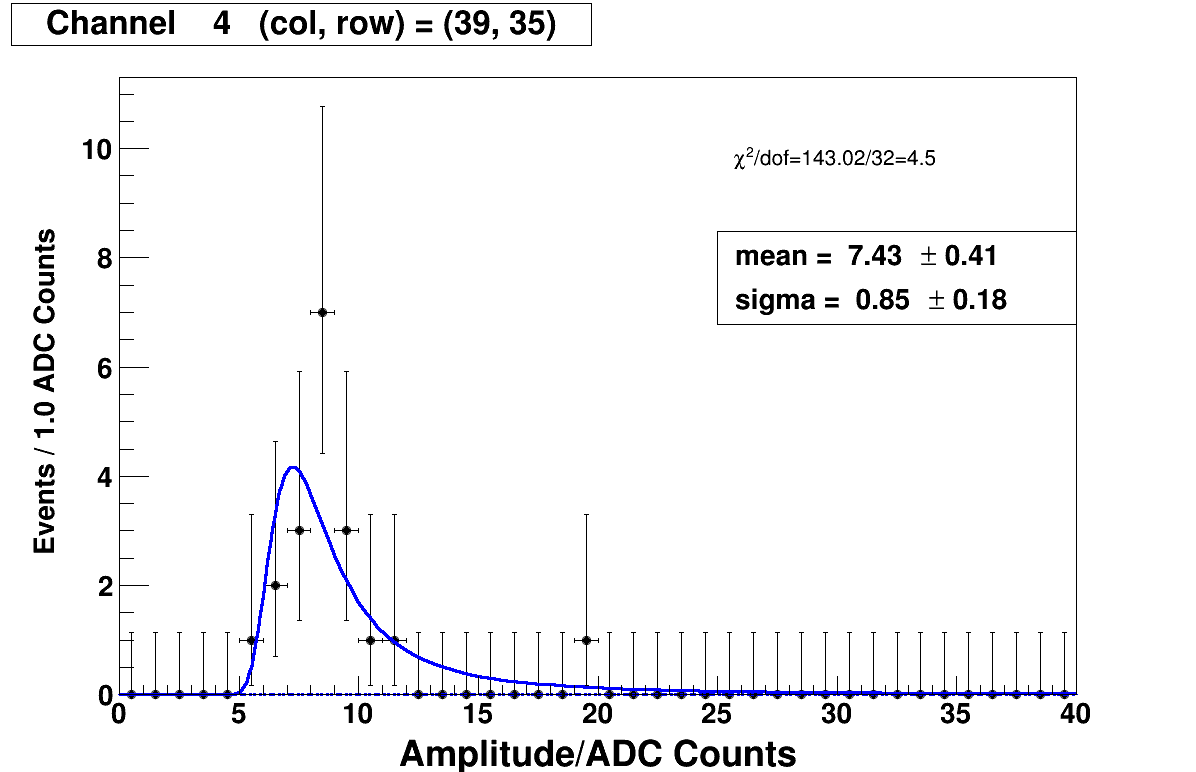 Channel 4 (col, row) = (39, 35)
χ²/dof=143.02/32=4.5
mean = 7.43 ± 0.41
sigma = 0.85 ± 0.18
Events / 1.0 ADC Counts
10
8
6
4
2
0
0 5 10 15 20 25 30 35 40
Amplitude/ADC Counts